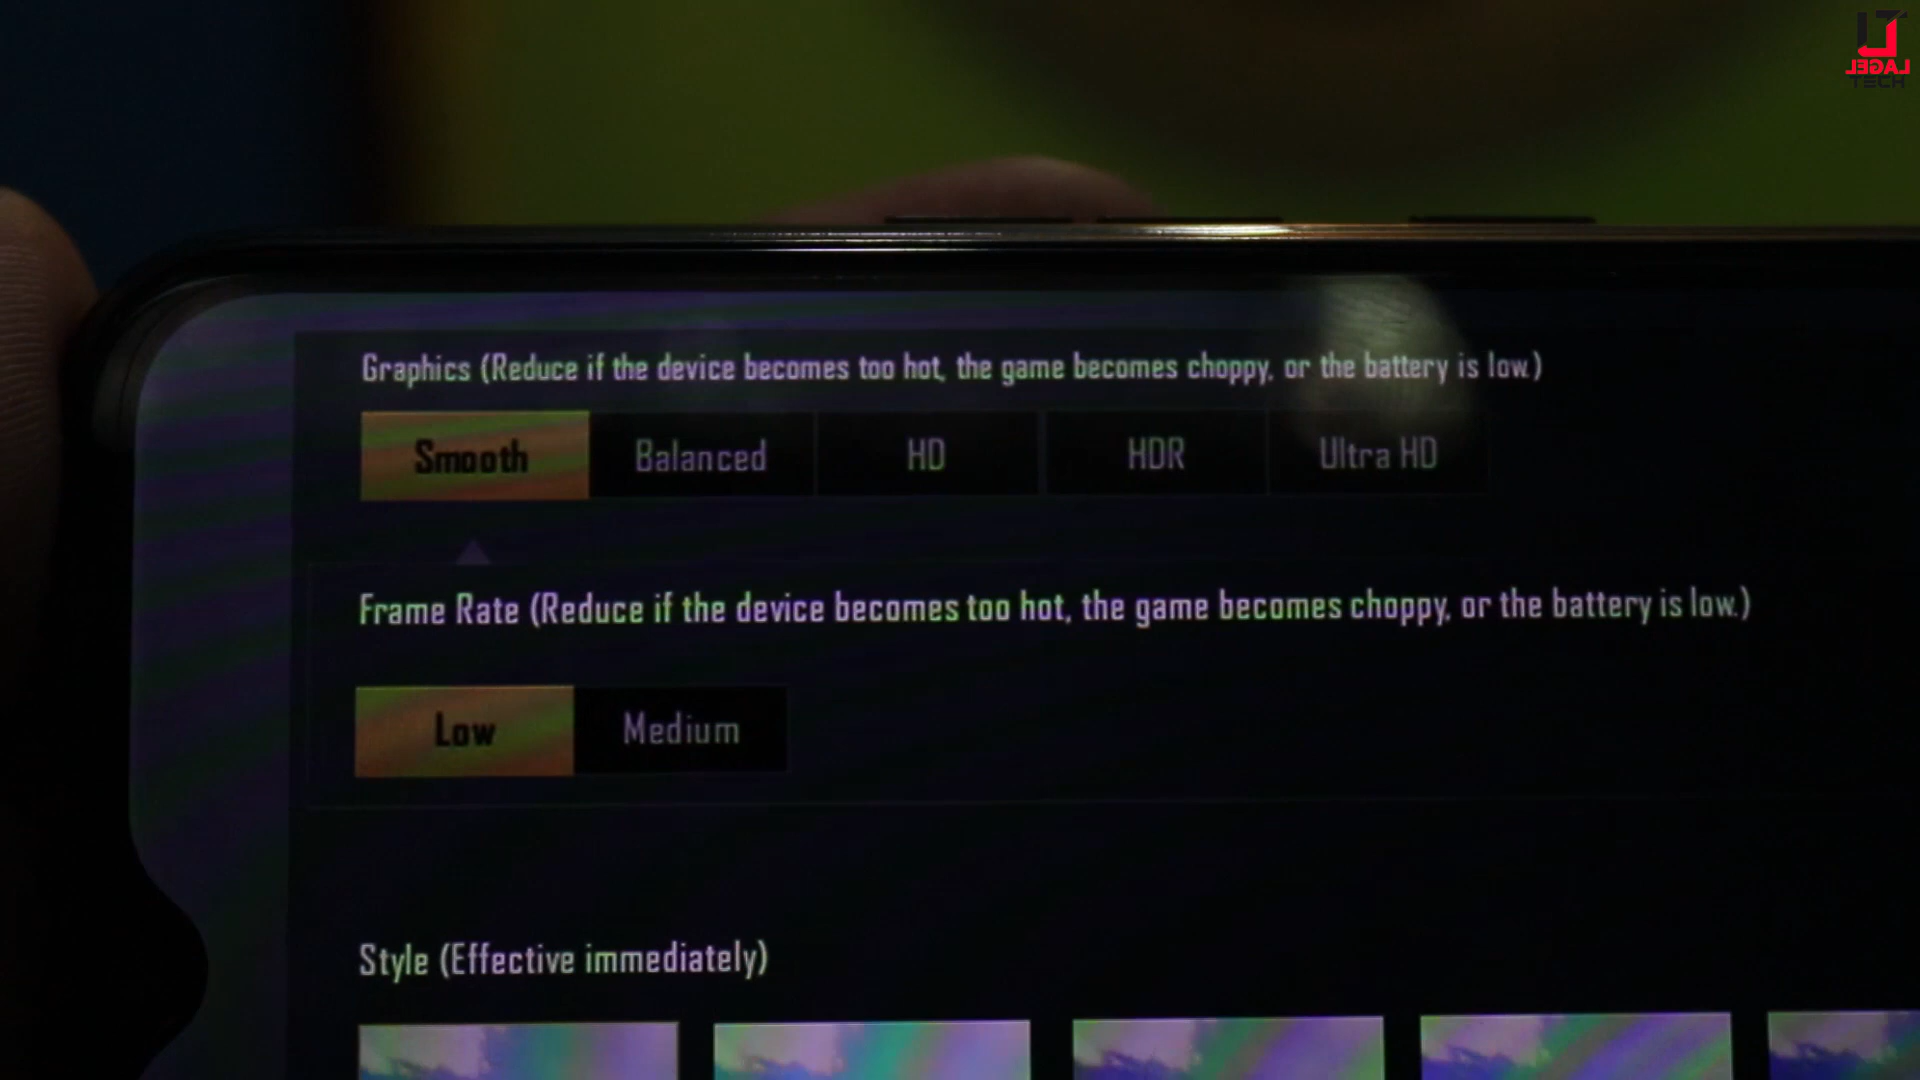 LAGEL
TECH
Graphics (Reduce if the device becomes too hot, the game becomes choppy, or the battery is low.)
Smooth Balanced HD HDR Ultra HD
Frame Rate (Reduce if the device becomes too hot, the game becomes choppy, or the battery is low.)
Low Medium
Style (Effective immediately)